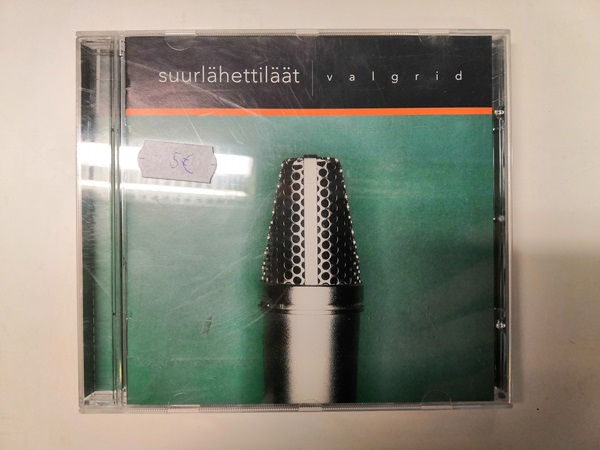 suurlähettiläät | valgrid
5€